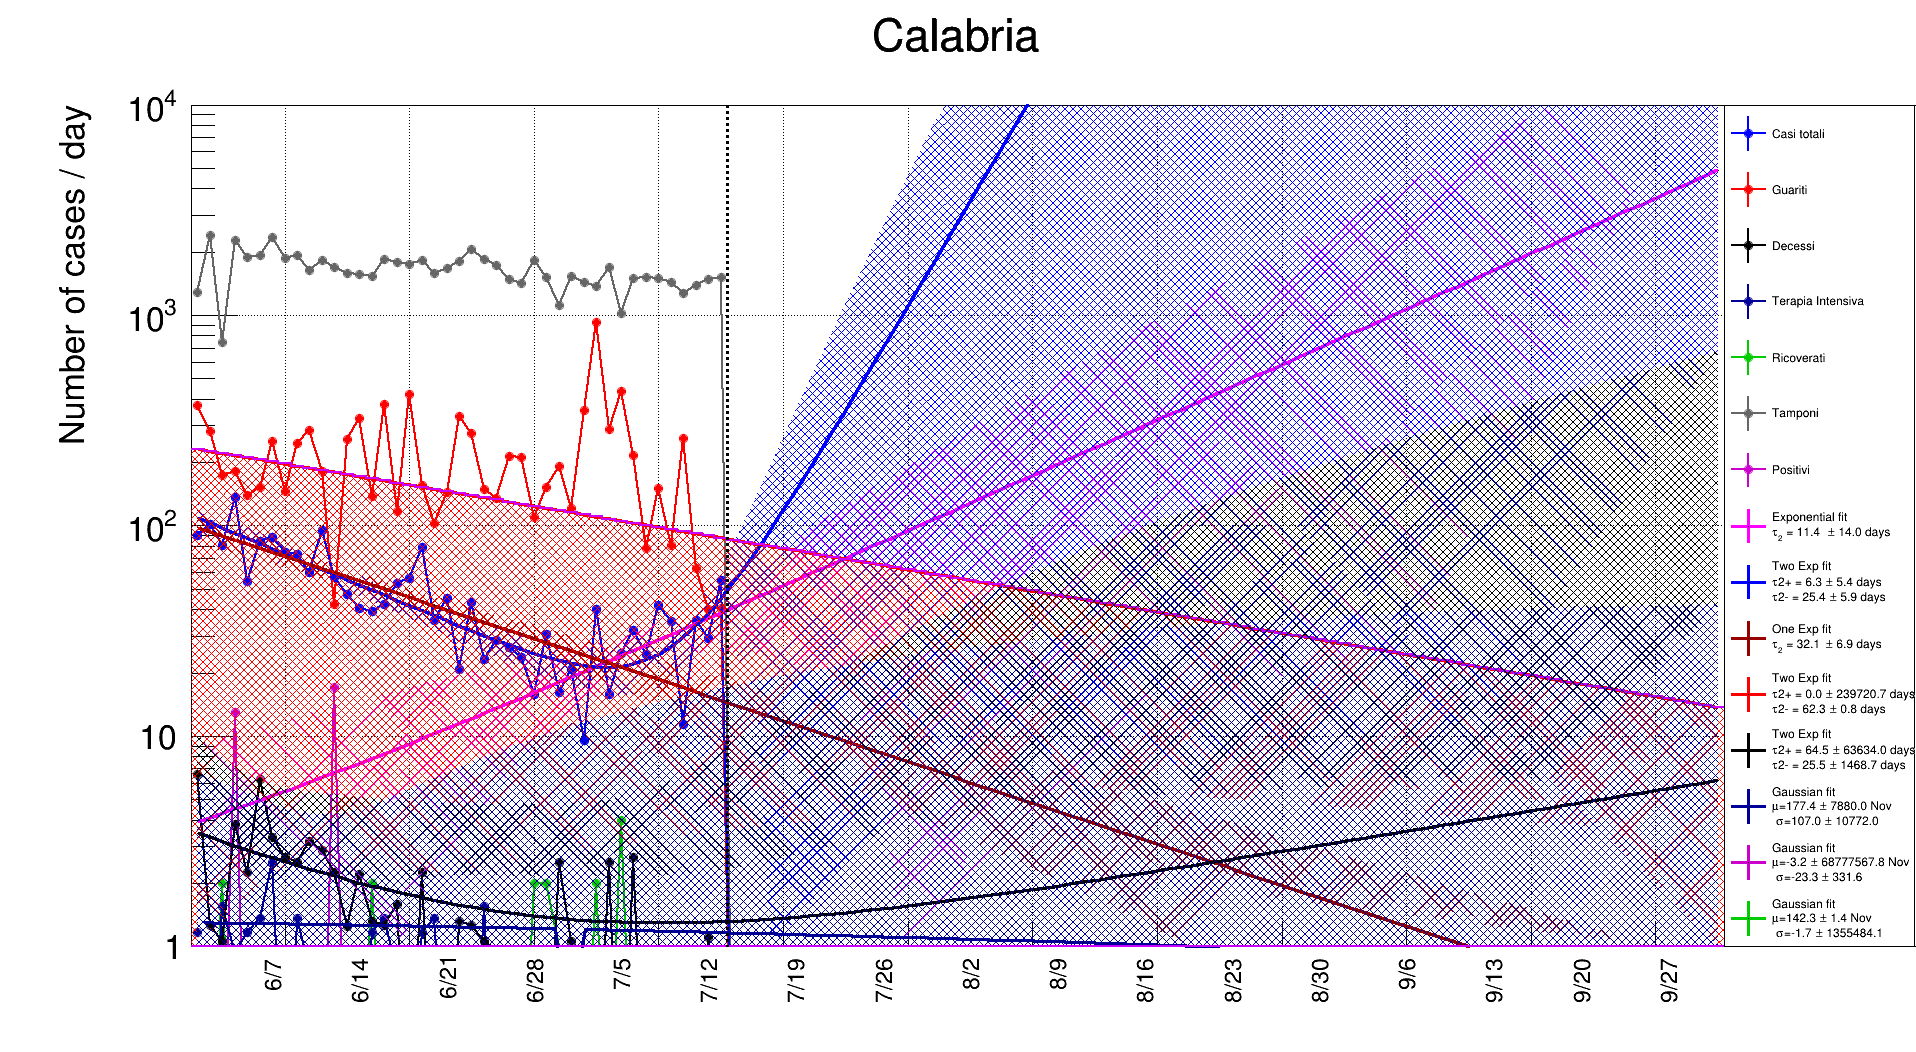 Calabria
Number of cases / day
10^4
10^3
10^2
10
1
6/7
6/14
6/21
6/28
7/5
7/12
7/19
7/26
8/2
8/9
8/16
8/23
8/30
9/6
9/13
9/20
9/27
Casi totali
Guariti
Decessi
Terapia Intensiva
Ricoverati
Tamponi
Positivi
Exponential fit
τ2 = 11.4 ± 14.0 days
Two Exp fit
τ2+ = 6.3 ± 5.4 days
τ2- = 25.4 ± 5.9 days
One Exp fit
τ2 = 32.1 ± 6.9 days
Two Exp fit
τ2+ = 0.0 ± 239720.7 days
τ2- = 62.3 ± 0.8 days
Two Exp fit
τ2+ = 64.5 ± 63634.0 days
τ2- = 25.5 ± 1468.7 days
Gaussian fit
μ=177.4 ± 7880.0 Nov
σ=107.0 ± 10772.0
Gaussian fit
μ=-3.2 ± 68777567.8 Nov
σ=-23.3 ± 331.6
Gaussian fit
μ=142.3 ± 1.4 Nov
σ=-1.7 ± 1355484.1